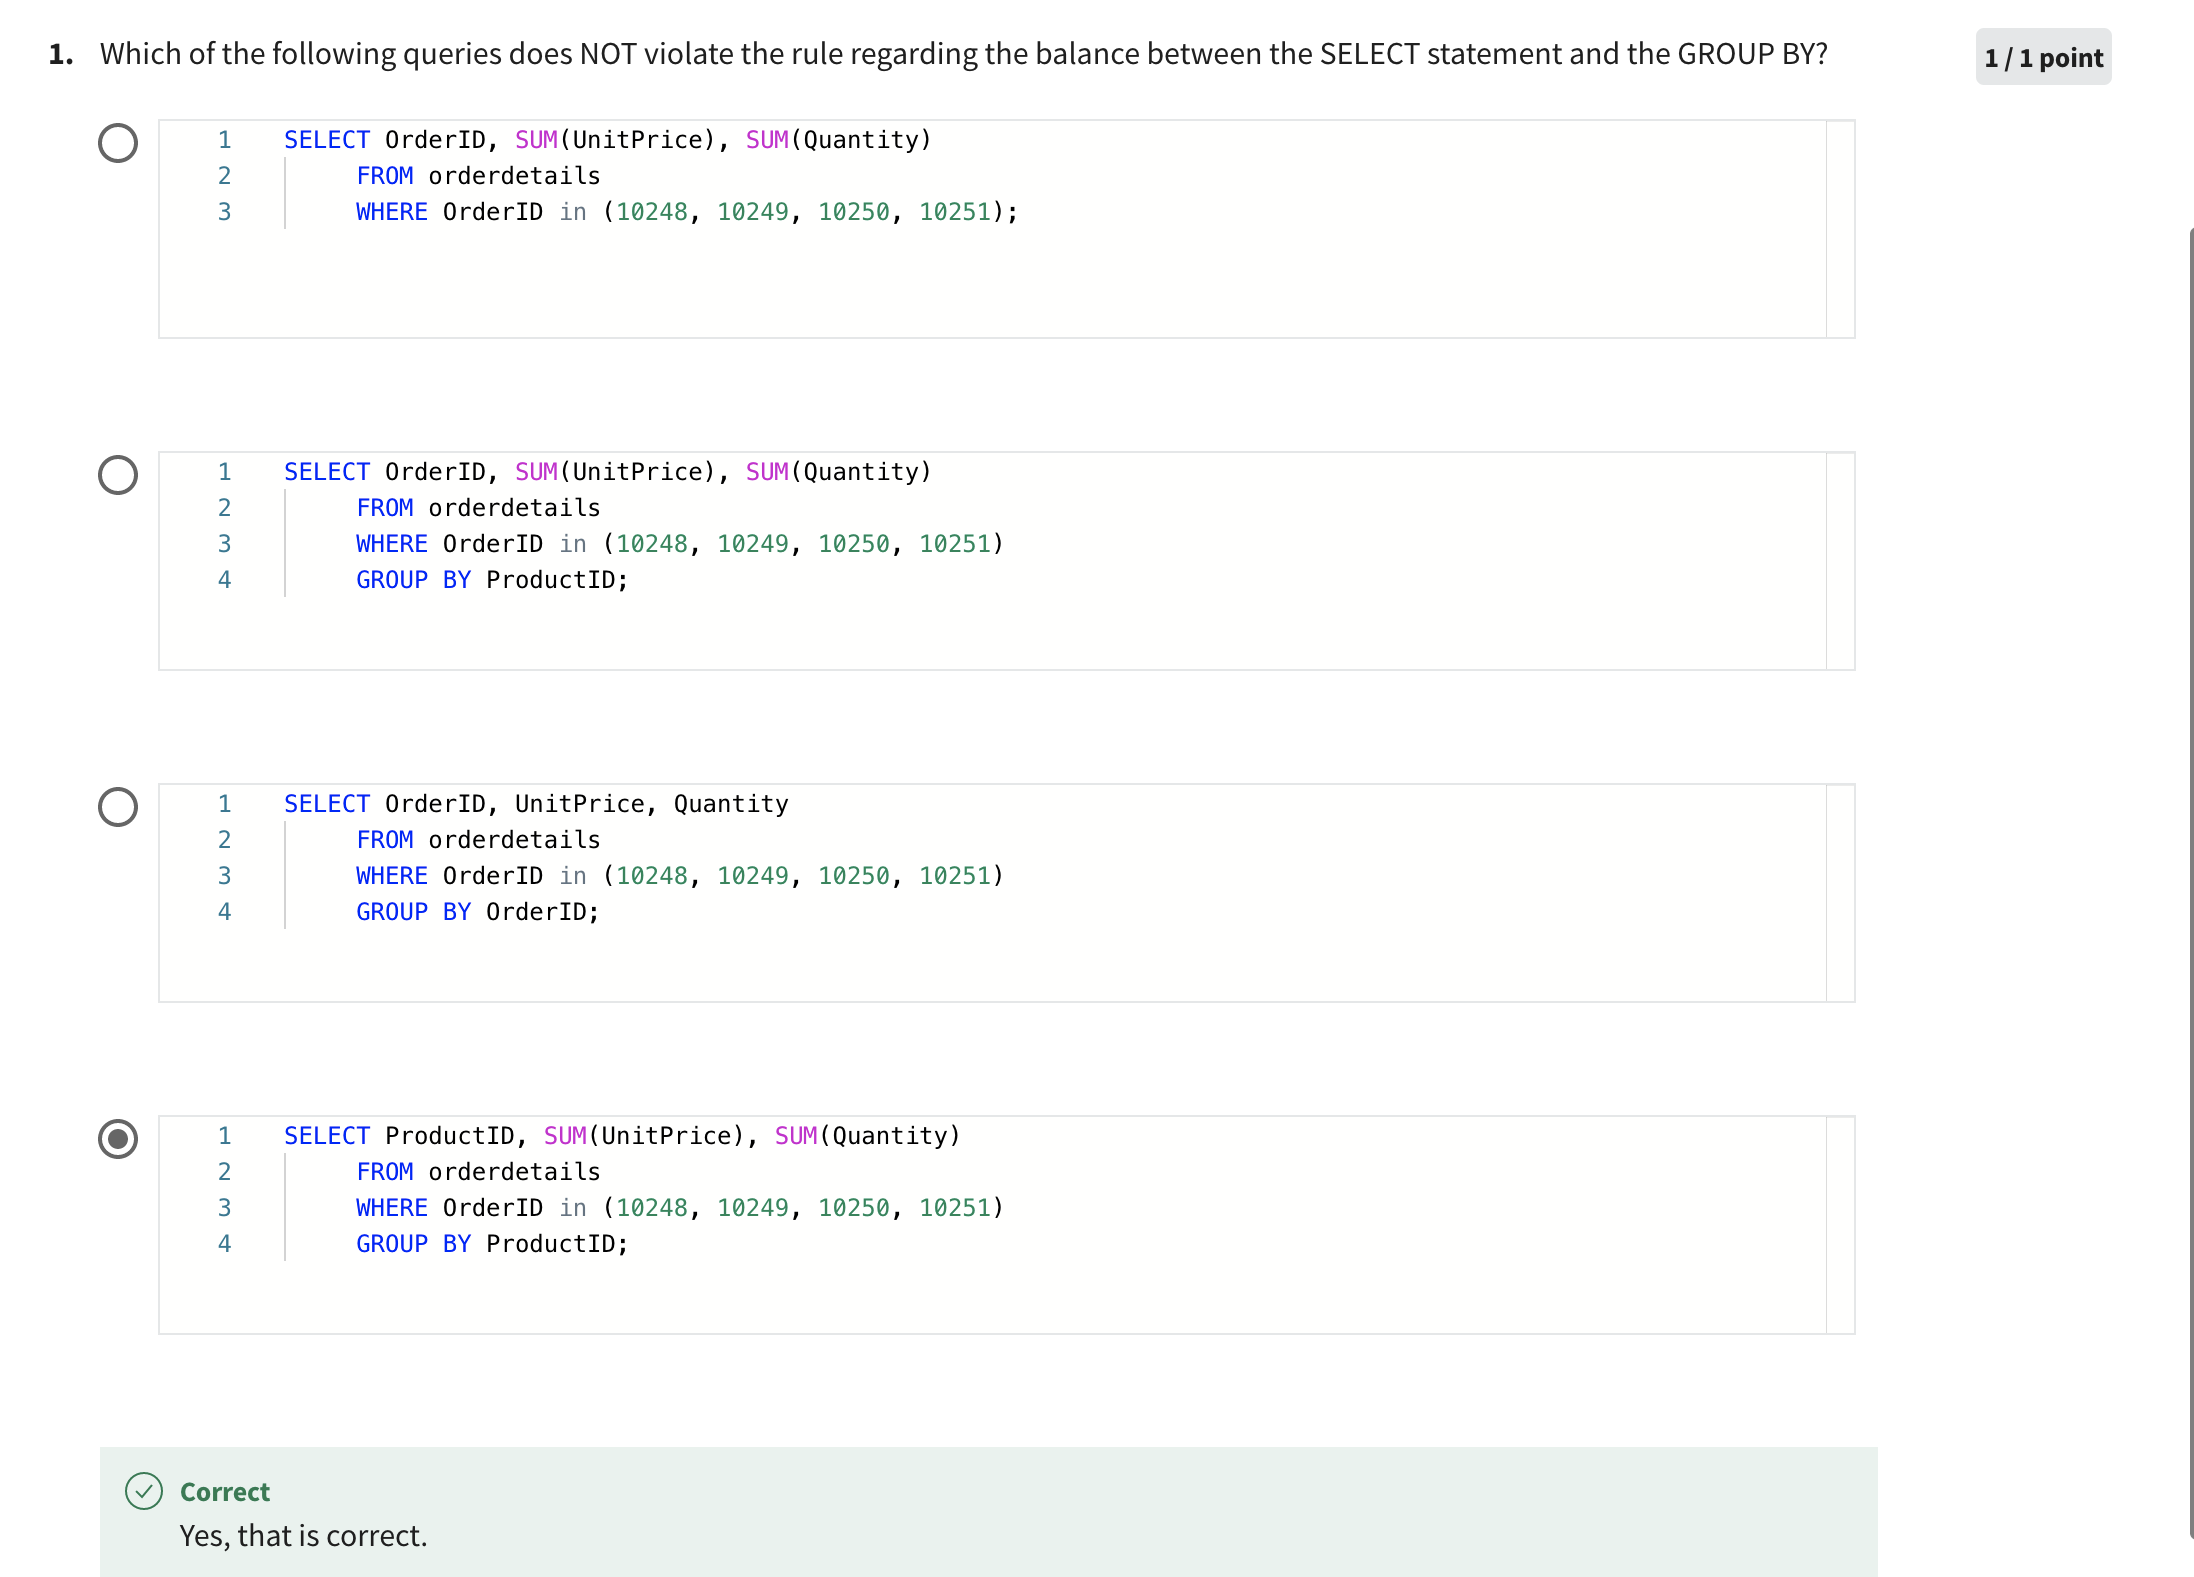 1. Which of the following queries does NOT violate the rule regarding the balance between the SELECT statement and the GROUP BY?
1 / 1 point
1 SELECT OrderID, SUM(UnitPrice), SUM(Quantity)
2 FROM orderdetails
3 WHERE OrderID in (10248, 10249, 10250, 10251);
1 SELECT OrderID, SUM(UnitPrice), SUM(Quantity)
2 FROM orderdetails
3 WHERE OrderID in (10248, 10249, 10250, 10251)
4 GROUP BY ProductID;
1 SELECT OrderID, UnitPrice, Quantity
2 FROM orderdetails
3 WHERE OrderID in (10248, 10249, 10250, 10251)
4 GROUP BY OrderID;
1 SELECT ProductID, SUM(UnitPrice), SUM(Quantity)
2 FROM orderdetails
3 WHERE OrderID in (10248, 10249, 10250, 10251)
4 GROUP BY ProductID;
Correct
Yes, that is correct.